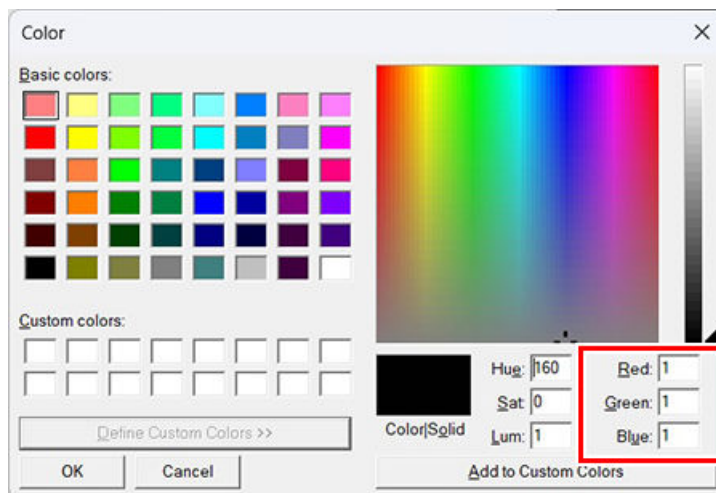 Color
Basic colors:
Custom colors:
Define Custom Colors >>
OK Cancel
Color|Solid
Hue: 160
Sat: 0
Lum: 1
Red: 1
Green: 1
Blue: 1
Add to Custom Colors